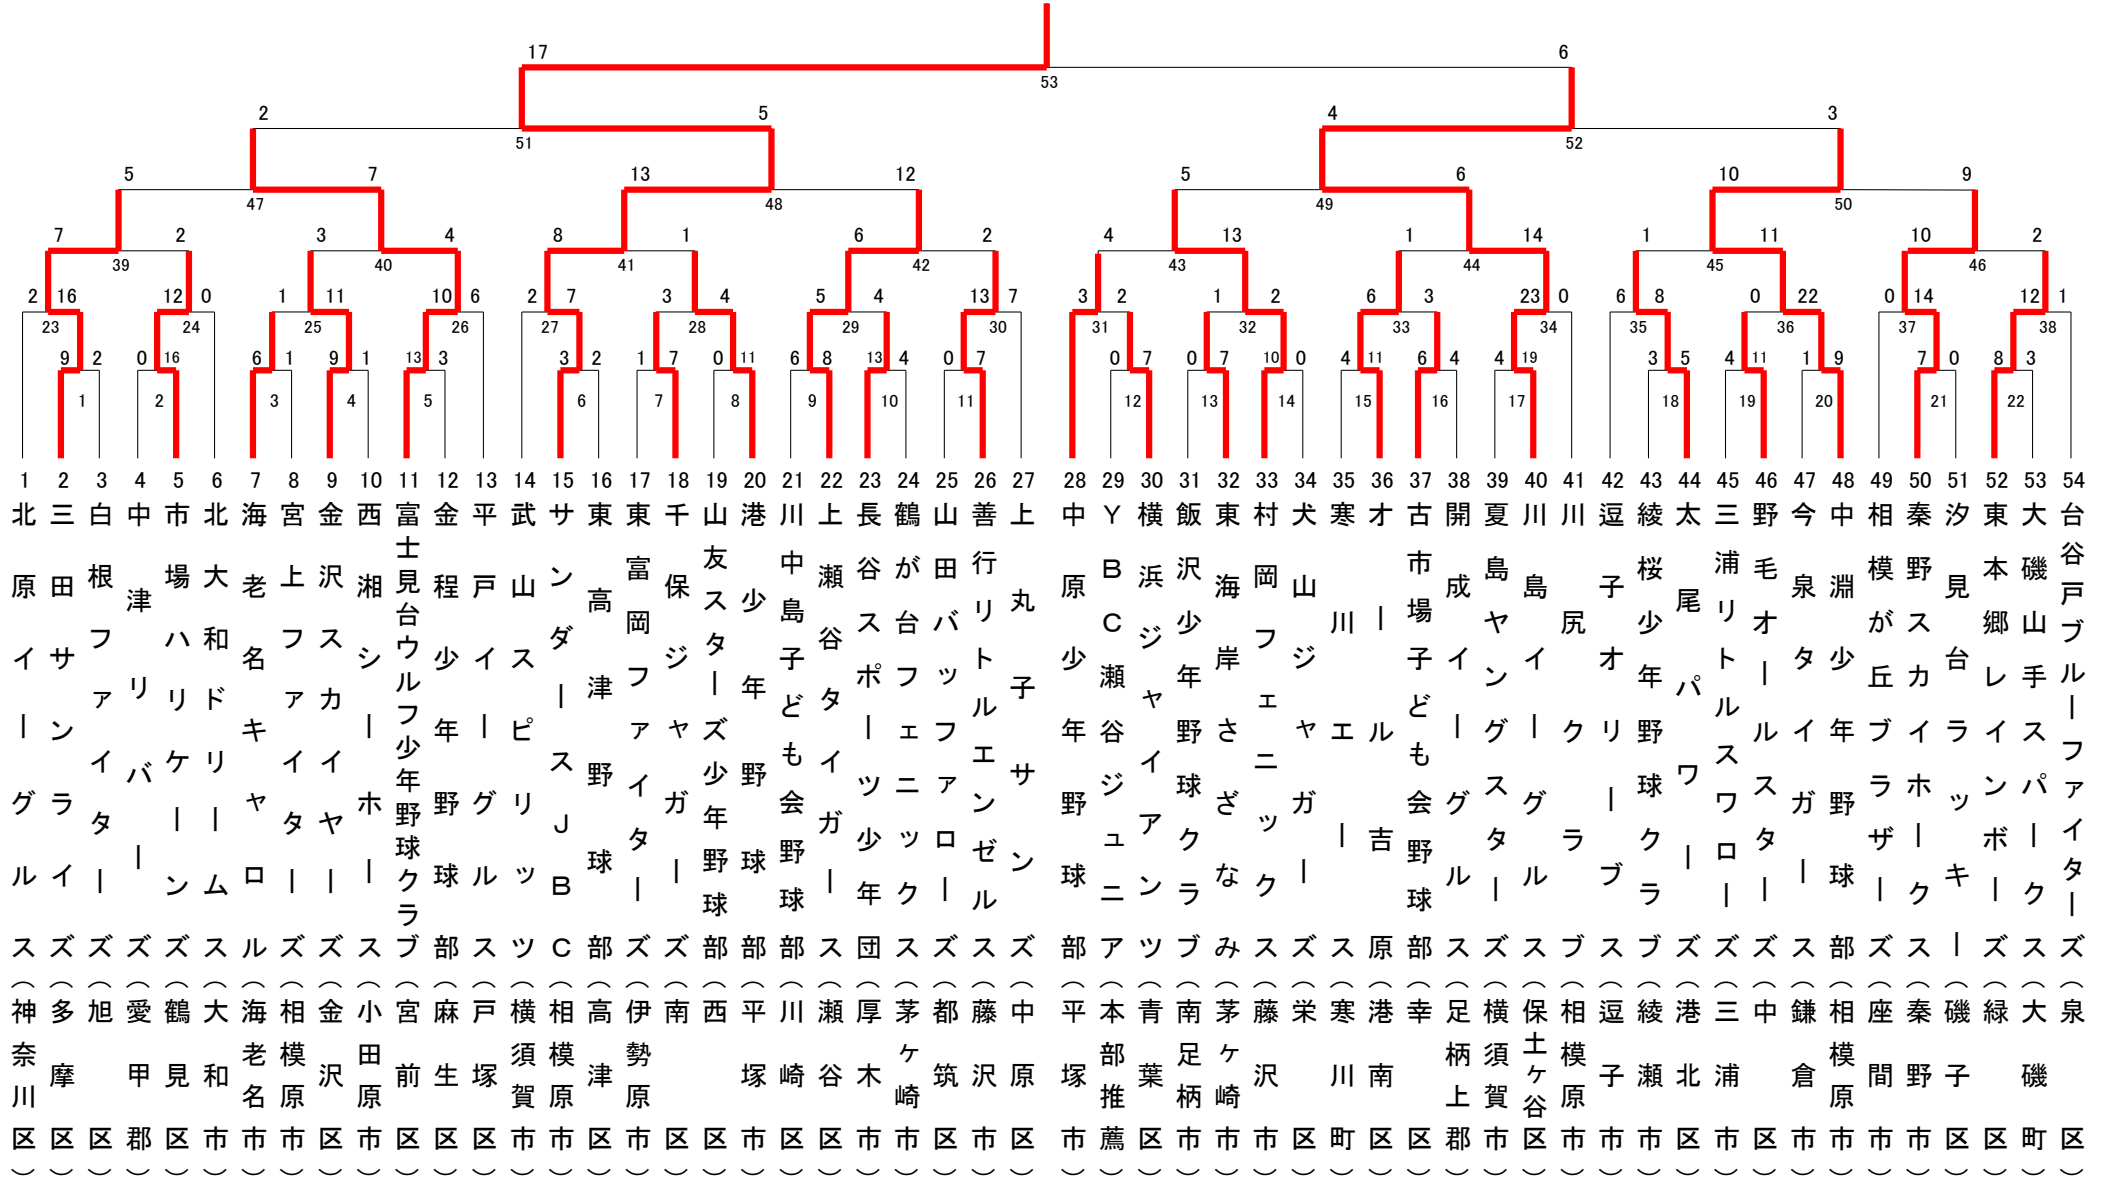 17 6
53
2 5 4 3
51 52
5 7 13 12 5 6 10 9
47 48 49 50
7 2 3 4 8 1 6 2 4 13 1 14 1 11 10 2
39 40 41 42 43 44 45 46
2 16 12 0 1 11 10 6 2 7 3 4 5 4 13 7 3 2 1 2 6 3 23 0 6 8 0 22 0 14 12 1
23 24 25 26 27 28 29 30 31 32 33 34 35 36 37 38
9 2 0 16 6 1 9 1 13 3 3 2 1 7 0 11 6 8 13 4 0 7 0 7 0 7 10 0 4 11 6 4 4 19 3 5 4 11 1 9 7 0 8 3
1 2 3 4 5 6 7 8 9 10 11 12 13 14 15 16 17 18 19 20 21 22
1 北原イーグルス（神奈川区）
2 三田サンライズ（多摩区）
3 白根ファイターズ（旭区）
4 中津リバーズ（愛甲郡）
5 市場ハリケーンズ（鶴見区）
6 北大和ドリームス（大和市）
7 海老名キャロル（海老名市）
8 宮上ファイターズ（相模原市）
9 金沢スカイヤーズ（金沢区）
10 西湘シーホース（小田原市）
11 富士見台ウルフ少年野球クラブ（宮前区）
12 金程少年野球部（麻生区）
13 平戸イーグルス（戸塚区）
14 武山スピリッツ（横須賀市）
15 サンダースJBC（相模原市）
16 東高津野球部（高津区）
17 東富岡ファイターズ（伊勢原市）
18 千保ジャガーズ（南区）
19 山友スターズ少年野球部（西区）
20 港少年野球部（平塚市）
21 川中島子ども会野球部（川崎区）
22 上瀬谷タイガース（瀬谷区）
23 長谷スポーツ少年団（厚木市）
24 鶴が台フェニックス（茅ヶ崎市）
25 山田バッファローズ（都筑区）
26 善行リトルエンゼルス（藤沢市）
27 上丸子サンズ（中原区）
28 中原少年野球部（平塚市）
29 YBC瀬谷ジュニア（本部推薦）
30 横浜ジャイアンツ（青葉区）
31 飯沢少年野球クラブ（南足柄市）
32 東海岸さざなみ（茅ヶ崎市）
33 村岡フェニックス（藤沢市）
34 犬山ジャガーズ（栄区）
35 寒川エース（寒川町）
36 オール吉原（港南区）
37 古市場子ども会野球部（幸区）
38 開成イーグルス（足柄上郡）
39 夏島ヤングスターズ（横須賀市）
40 川島イーグルス（保土ヶ谷区）
41 川尻クラブ（相模原市）
42 逗子オリーブス（逗子市）
43 綾桜少年野球クラブ（綾瀬市）
44 太尾パワーズ（港北区）
45 三浦リトルスワローズ（三浦市）
46 野毛オールスターズ（中区）
47 今泉タイガース（鎌倉市）
48 中淵少年野球部（相模原市）
49 相模が丘ブラザーズ（座間市）
50 秦野スカイホークス（秦野市）
51 汐見台ラッキー（磯子区）
52 東本郷レインボーズ（緑区）
53 大磯山手スパークス（大磯町）
54 台谷戸ブルーファイターズ（泉区）